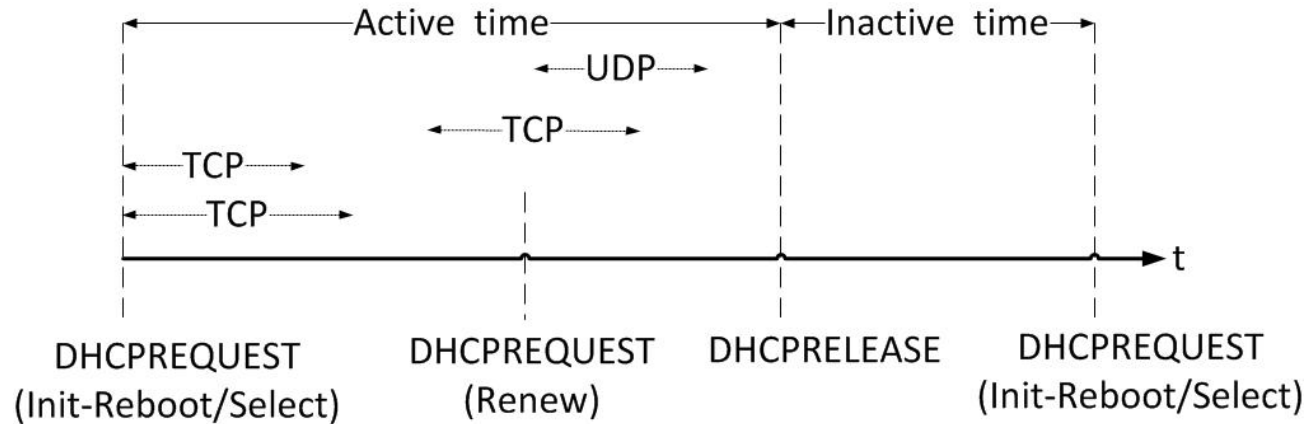 Active time
Inactive time
UDP
TCP
TCP
TCP
t
DHCPREQUEST
(Init-Reboot/Select)
DHCPREQUEST
(Renew)
DHCPRELEASE
DHCPREQUEST
(Init-Reboot/Select)